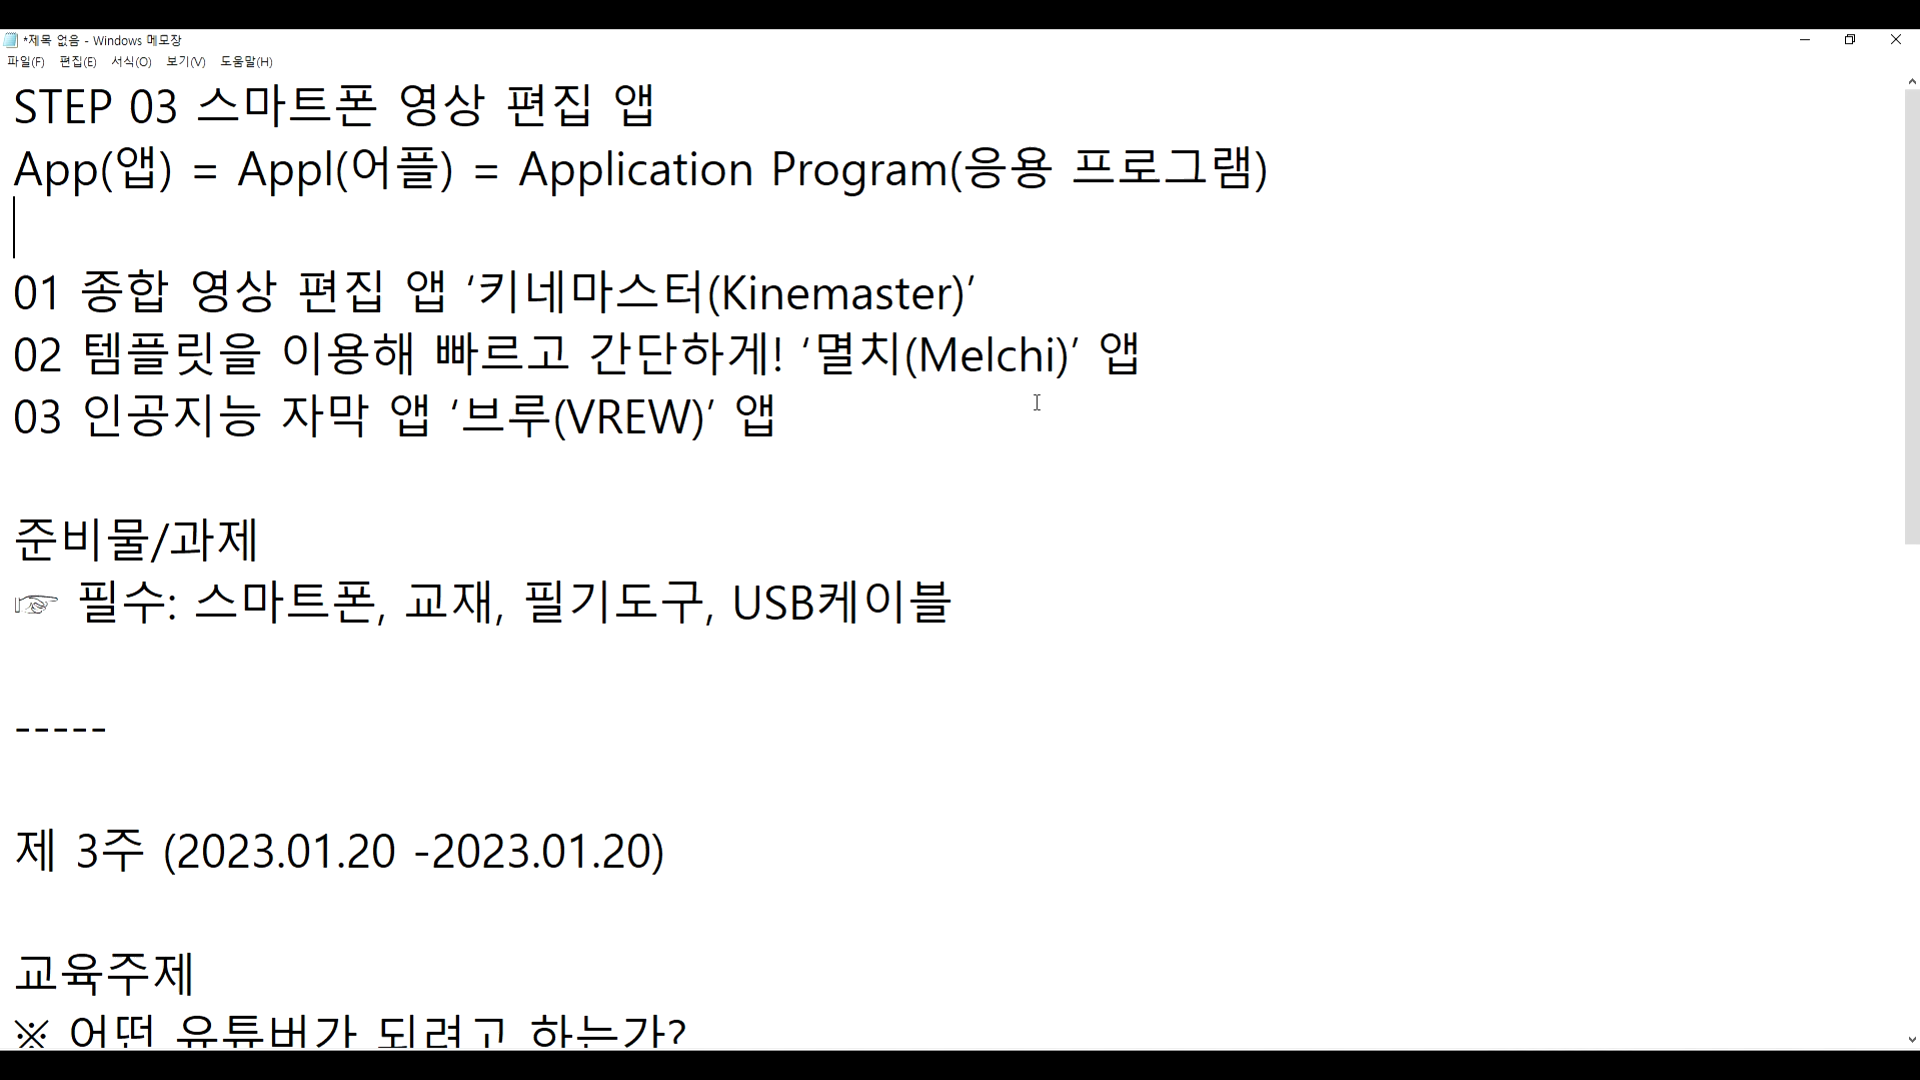 *제목 없음 - Windows 메모장
파일(F) 편집(E) 서식(O) 보기(V) 도움말(H)
STEP 03 스마트폰 영상 편집 앱
App(앱) = Appl(어플) = Application Program(응용 프로그램)
01 종합 영상 편집 앱 ‘키네마스터(Kinemaster)’
02 템플릿을 이용해 빠르고 간단하게! ‘멸치(Melchi)’ 앱
03 인공지능 자막 앱 ‘브루(VREW)’ 앱
준비물/과제
☞ 필수: 스마트폰, 교재, 필기도구, USB케이블
-----
제 3주 (2023.01.20 -2023.01.20)
교육주제
※ 어떤 유튜버가 되려고 하는가?